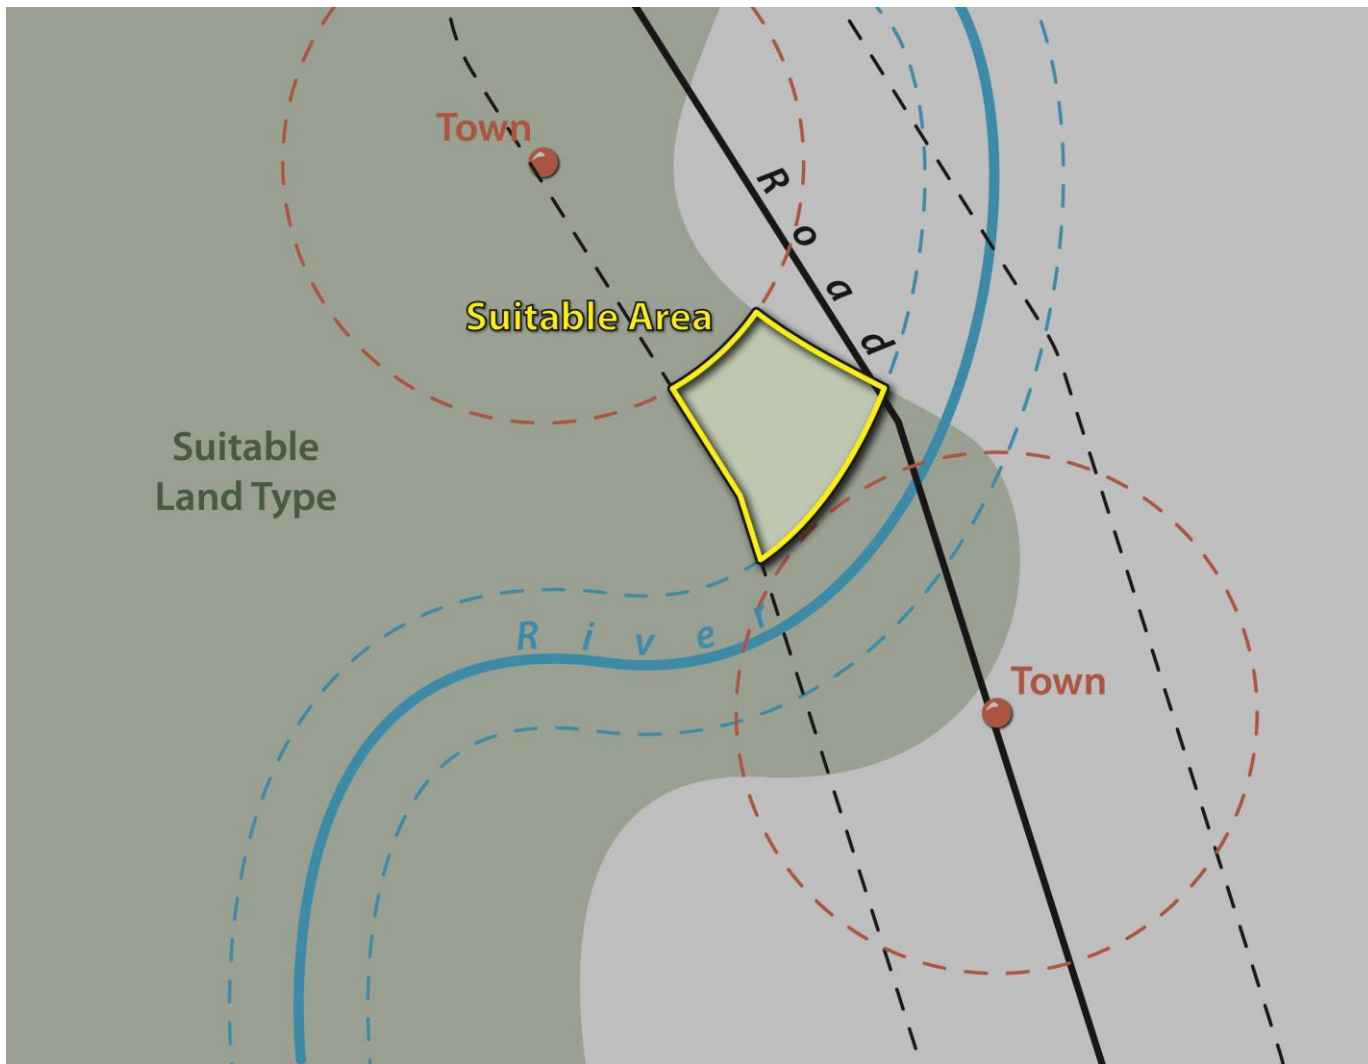 Town
Road
Suitable Area
Suitable
Land Type
River
Town